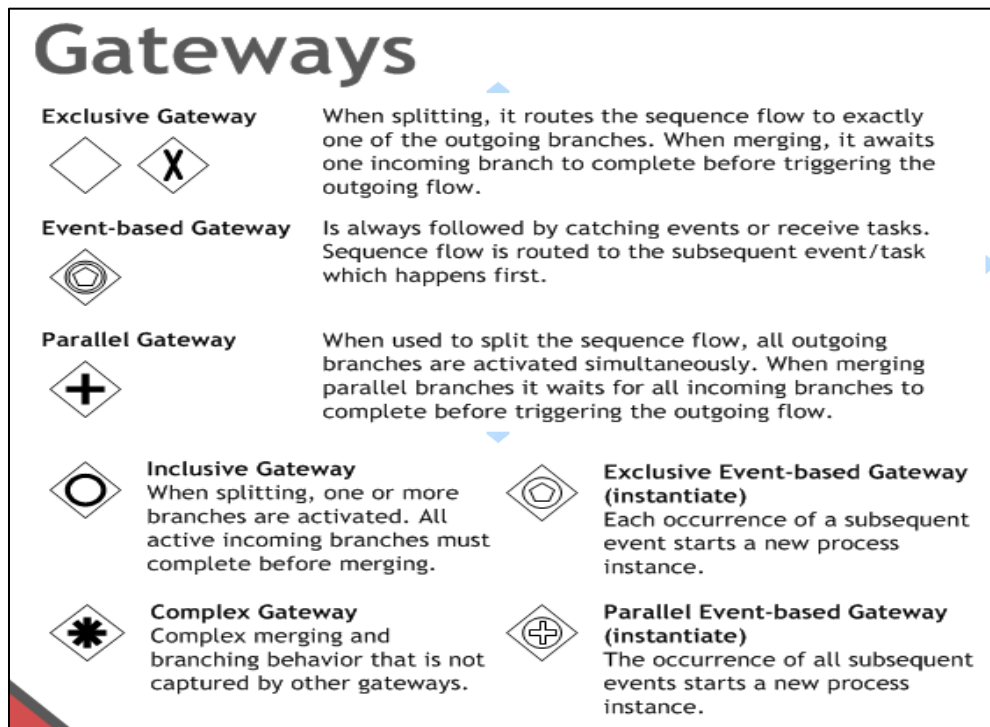 Gateways
Exclusive Gateway
When splitting, it routes the sequence flow to exactly
one of the outgoing branches. When merging, it awaits
one incoming branch to complete before triggering the
outgoing flow.
Event-based Gateway
Is always followed by catching events or receive tasks.
Sequence flow is routed to the subsequent event/task
which happens first.
Parallel Gateway
When used to split the sequence flow, all outgoing
branches are activated simultaneously. When merging
parallel branches it waits for all incoming branches to
complete before triggering the outgoing flow.
Inclusive Gateway
When splitting, one or more
branches are activated. All
active incoming branches must
complete before merging.
Exclusive Event-based Gateway
(instantiate)
Each occurrence of a subsequent
event starts a new process
instance.
Complex Gateway
Complex merging and
branching behavior that is not
captured by other gateways.
Parallel Event-based Gateway
(instantiate)
The occurrence of all subsequent
events starts a new process
instance.